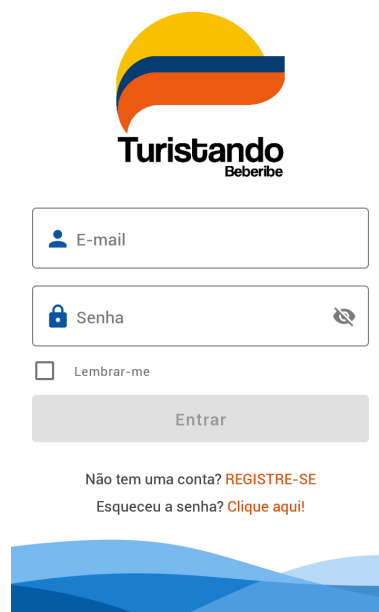 Turistando
Beberibe
E-mail
Senha
Lembrar-me
Entrar
Não tem uma conta? REGISTRE-SE
Esqueceu a senha? Clique aqui!